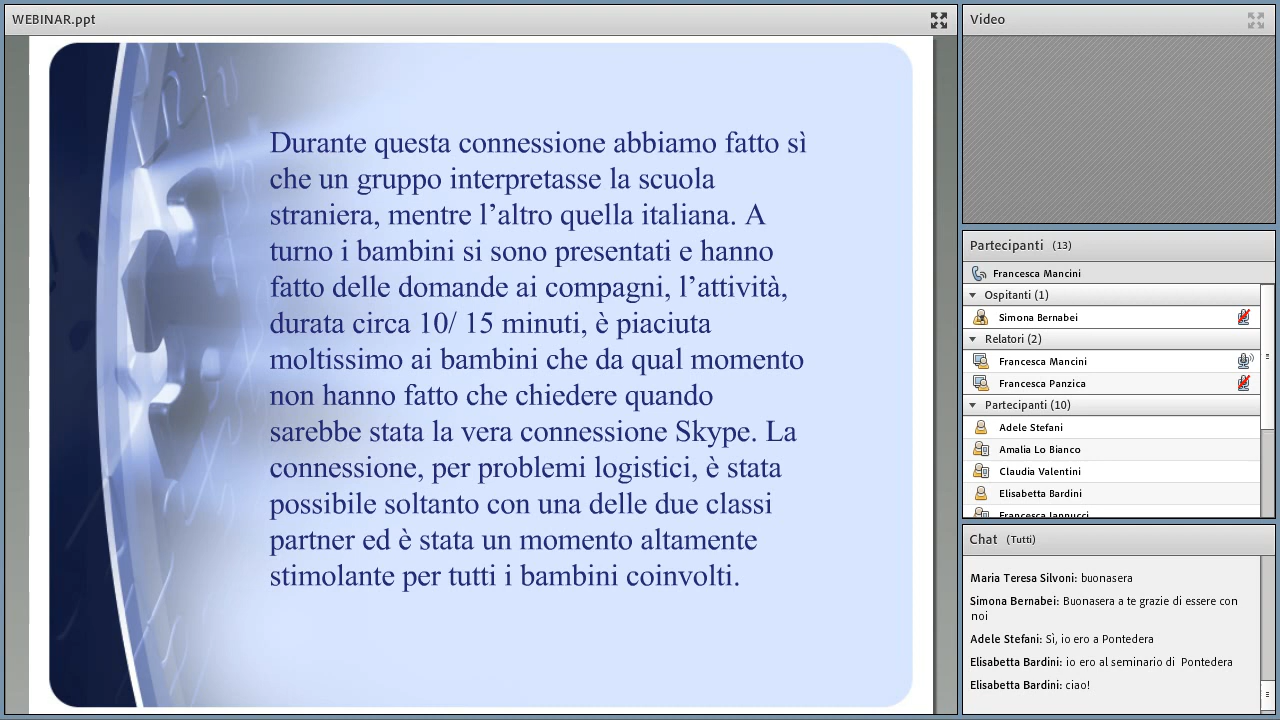 WEBINAR.ppt
Durante questa connessione abbiamo fatto sì
che un gruppo interpretasse la scuola
straniera, mentre l’altro quella italiana. A
turno i bambini si sono presentati e hanno
fatto delle domande ai compagni, l’attività,
durata circa 10/ 15 minuti, è piaciuta
moltissimo ai bambini che da qual momento
non hanno fatto che chiedere quando
sarebbe stata la vera connessione Skype. La
connessione, per problemi logistici, è stata
possibile soltanto con una delle due classi
partner ed è stata un momento altamente
stimolante per tutti i bambini coinvolti.
Video
Partecipanti (13)
Francesca Mancini
Ospitanti (1)
Simona Bernabei
Relatori (2)
Francesca Mancini
Francesca Panzica
Partecipanti (10)
Adele Stefani
Amalia Lo Bianco
Claudia Valentini
Elisabetta Bardini
Francesca Iannucci
Chat (Tutti)
Maria Teresa Silvoni: buonasera
Simona Bernabei: Buonasera a te grazie di essere con
noi
Adele Stefani: Sì, io ero a Pontedera
Elisabetta Bardini: io ero al seminario di Pontedera
Elisabetta Bardini: ciao!